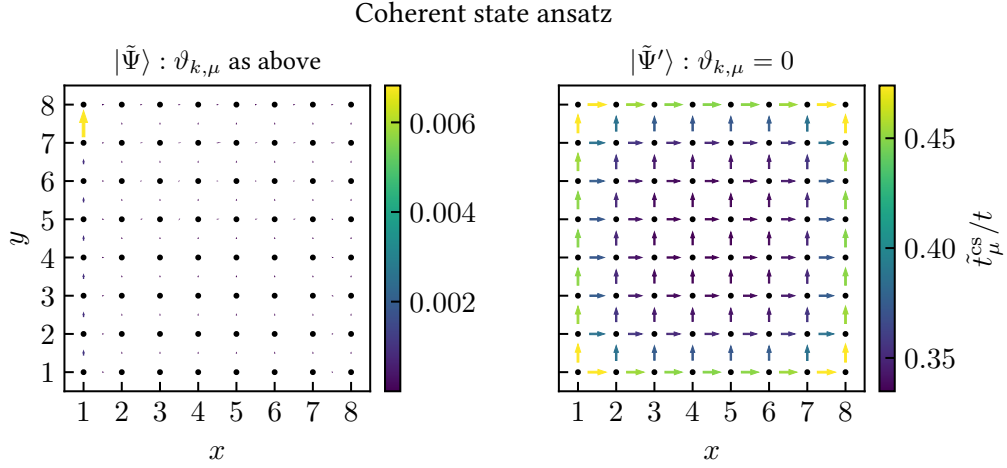 Coherent state ansatz
|Ψ̃⟩ : ϑ_{k,μ} as above
|Ψ̃′⟩ : ϑ_{k,μ} = 0
8
7
6
5
4
3
2
1
y
1 2 3 4 5 6 7 8
x
0.006
0.004
0.002
1 2 3 4 5 6 7 8
x
0.45
0.40
0.35
t̃_μ^{cs}/t